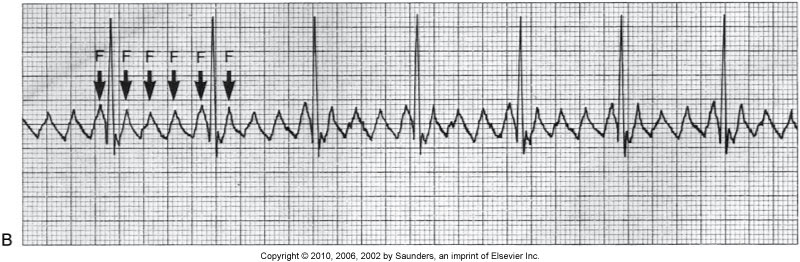 F F F F F F
B
Copyright © 2010, 2006, 2002 by Saunders, an imprint of Elsevier Inc.